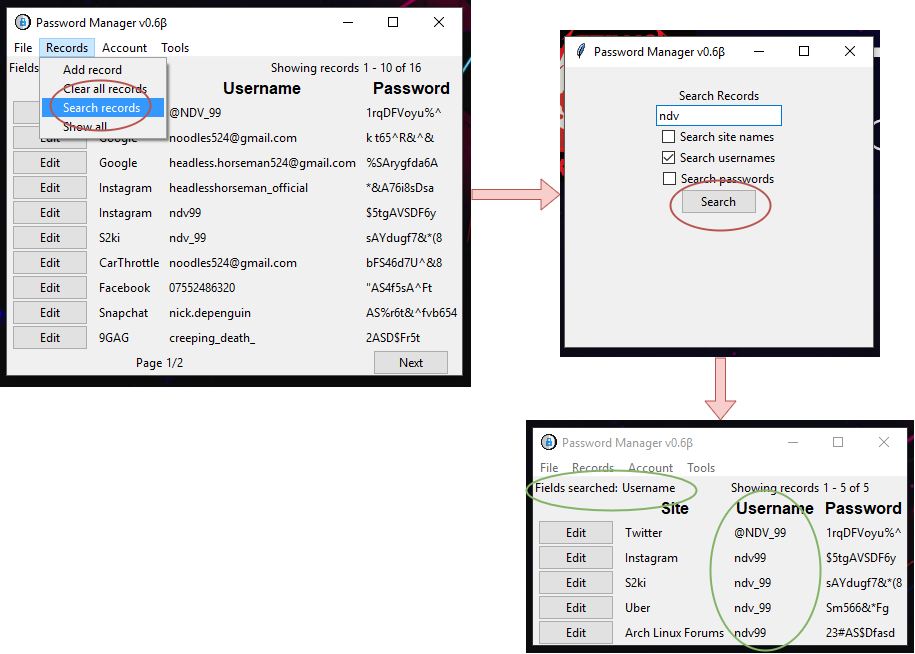 Password Manager v0.6β
File Records Account Tools
Fields Showing records 1 - 10 of 16
Add record
Clear all records
Search records
Show all
Username Password
@NDV_99 1rqDFVoyu%^
Edit Google noodles524@gmail.com k t65^R&^&
Edit Google headless.horseman524@gmail.com %SArygfda6A
Edit Instagram headlesshorseman_official *&A76i8sDsa
Edit Instagram ndv99 $5tgAVSDF6y
Edit S2ki ndv_99 sAYdugf7&*(8
Edit CarThrottle noodles524@gmail.com bFS46d7U^&8
Edit Facebook 07552486320 "AS4f5sA^Ft
Edit Snapchat nick.depenguin AS%r6t&^fvb654
Edit 9GAG creeping_death_ 2ASD$Fr5t
Page 1/2 Next
Password Manager v0.6β
Search Records
ndv
Search site names
Search usernames
Search passwords
Search
Password Manager v0.6β
File Records Account Tools
Fields searched: Username Showing records 1 - 5 of 5
Site Username Password
Edit Twitter @NDV_99 1rqDFVoyu%^
Edit Instagram ndv99 $5tgAVSDF6y
Edit S2ki ndv_99 sAYdugf7&*(8
Edit Uber ndv_99 Sm566&*Fg
Edit Arch Linux Forums ndv99 23#AS$Dfasd